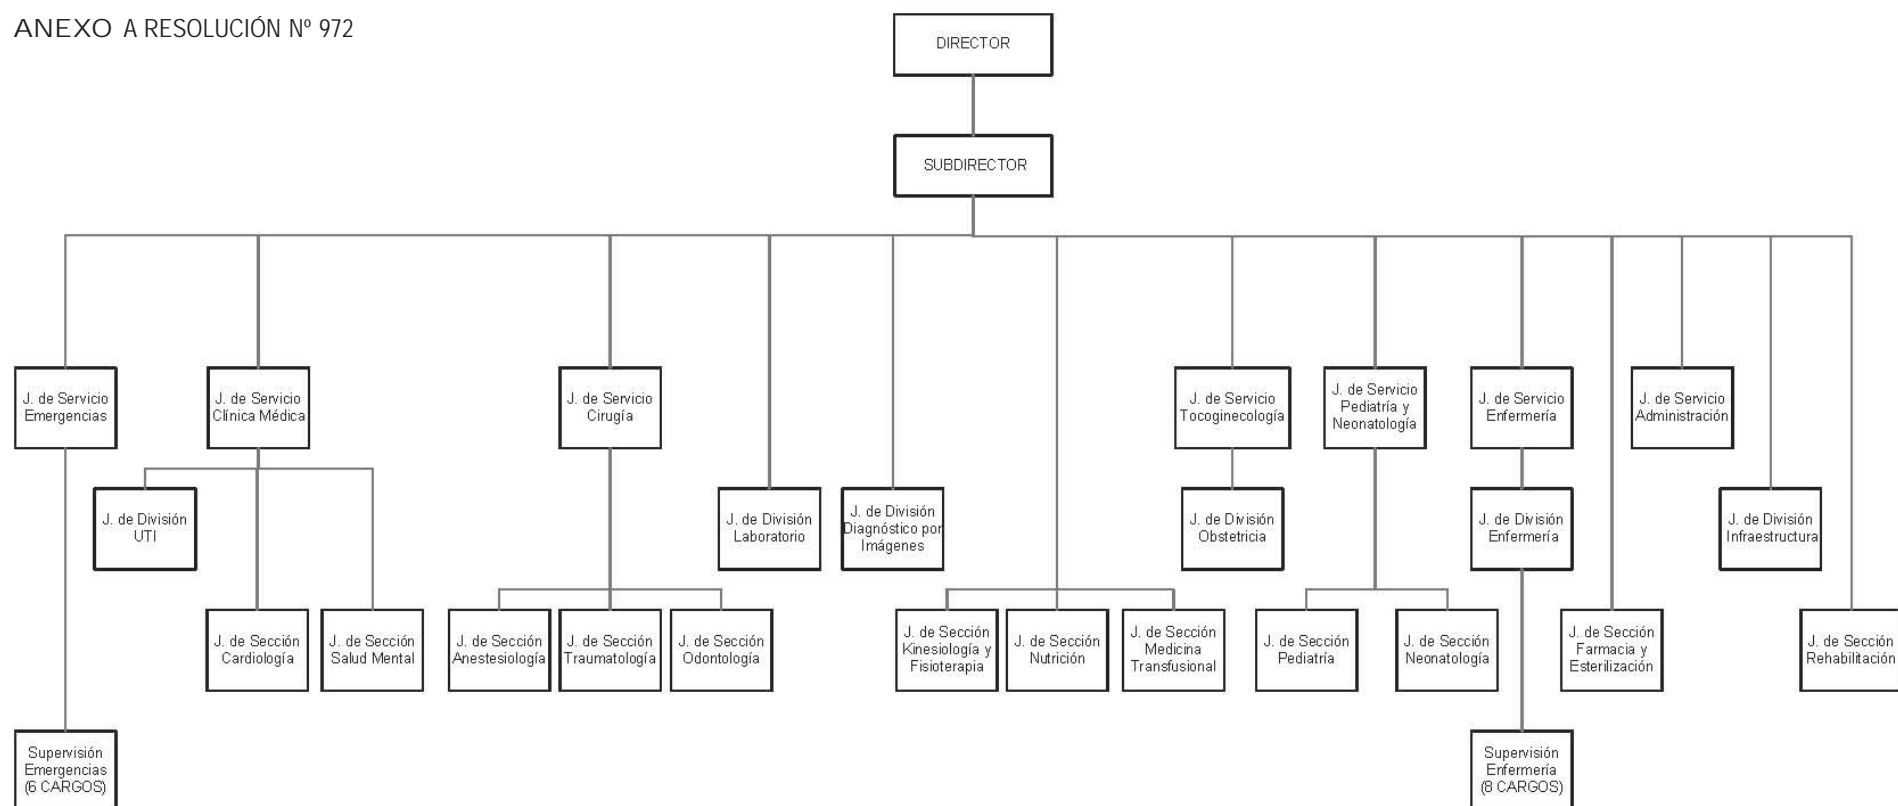 ANEXO A RESOLUCIÓN Nº 972
DIRECTOR
SUBDIRECTOR
J. de Servicio
Emergencias
J. de Servicio
Clínica Médica
J. de Servicio
Cirugía
J. de Servicio
Tocoginecología
J. de Servicio
Pediatría y
Neonatología
J. de Servicio
Enfermería
J. de Servicio
Administración
J. de División
UTI
J. de División
Laboratorio
J. de División
Diagnóstico por
Imágenes
J. de División
Obstetricia
J. de División
Enfermería
J. de División
Infraestructura
J. de Sección
Cardiología
J. de Sección
Salud Mental
J. de Sección
Anestesiología
J. de Sección
Traumatología
J. de Sección
Odontología
J. de Sección
Kinesiología y
Fisioterapia
J. de Sección
Nutrición
J. de Sección
Medicina
Transfusional
J. de Sección
Pediatría
J. de Sección
Neonatología
J. de Sección
Farmacia y
Esterilización
J. de Sección
Rehabilitación
Supervisión
Emergencias
(6 CARGOS)
Supervisión
Enfermería
(8 CARGOS)